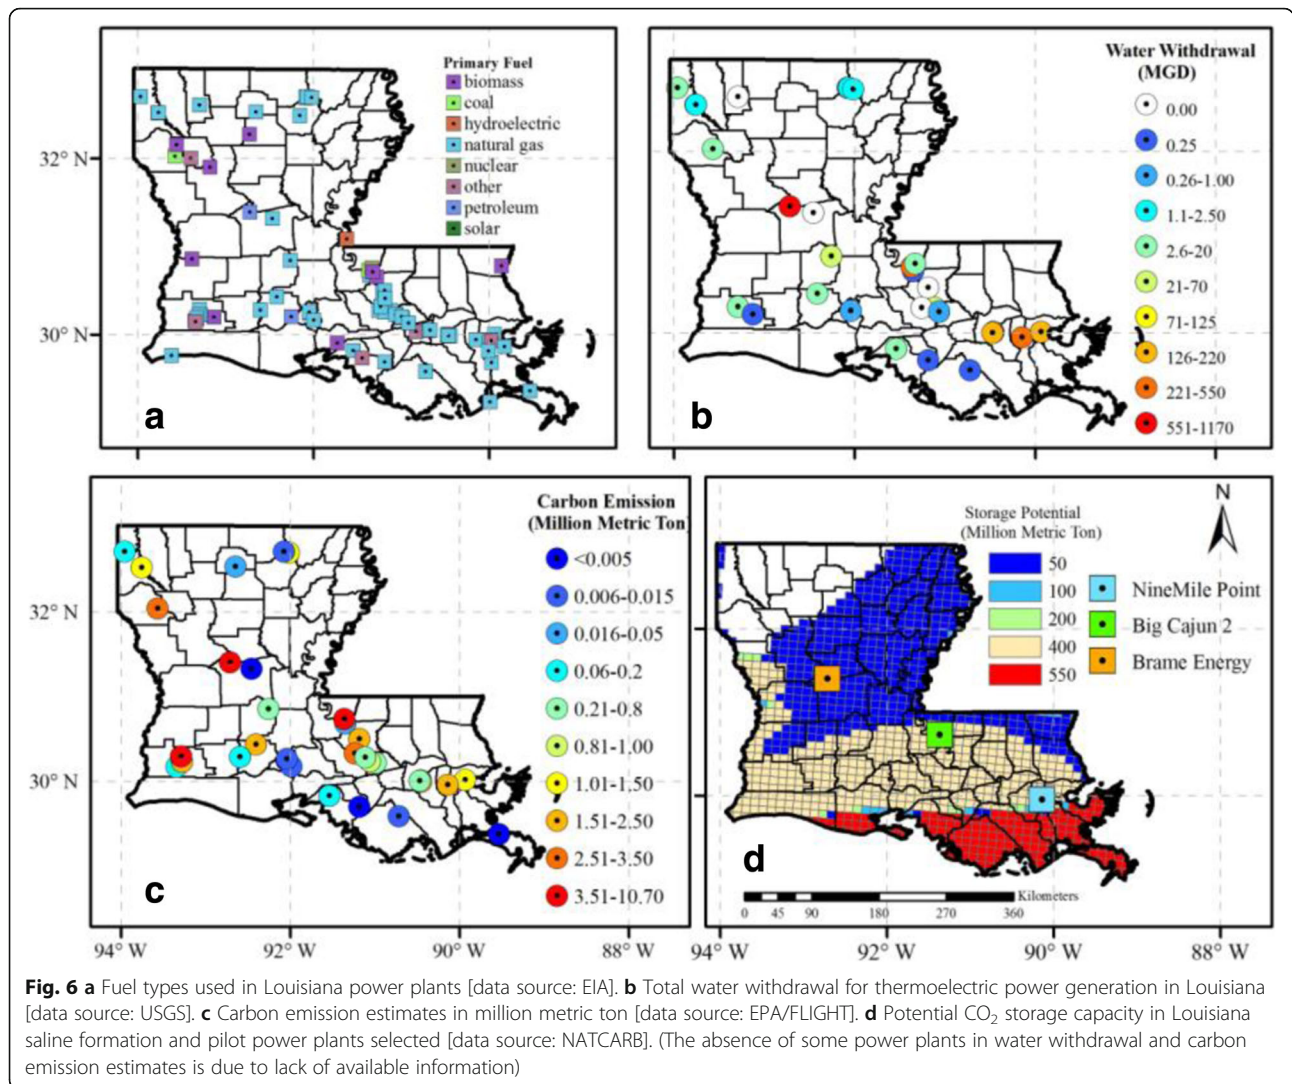 Primary Fuel
biomass
coal
hydroelectric
natural gas
nuclear
other
petroleum
solar
32° N
30° N
a
Water Withdrawal
(MGD)
0.00
0.25
0.26-1.00
1.1-2.50
2.6-20
21-70
71-125
126-220
221-550
551-1170
b
Carbon Emission
(Million Metric Ton
<0.005
0.006-0.015
0.016-0.05
0.06-0.2
0.21-0.8
0.81-1.00
1.01-1.50
1.51-2.50
2.51-3.50
3.51-10.70
32° N
30° N
c
94° W 92° W 90° W 88° W
N
Storage Potential
(Million Metric Ton)
50
100
200
400
550
NineMile Point
Big Cajun 2
Brame Energy
d
Kilometers
0 45 90 180 270 360
94° W 92° W 90° W 88° W
Fig. 6 a Fuel types used in Louisiana power plants [data source: EIA]. b Total water withdrawal for thermoelectric power generation in Louisiana
[data source: USGS]. c Carbon emission estimates in million metric ton [data source: EPA/FLIGHT]. d Potential CO₂ storage capacity in Louisiana
saline formation and pilot power plants selected [data source: NATCARB]. (The absence of some power plants in water withdrawal and carbon
emission estimates is due to lack of available information)